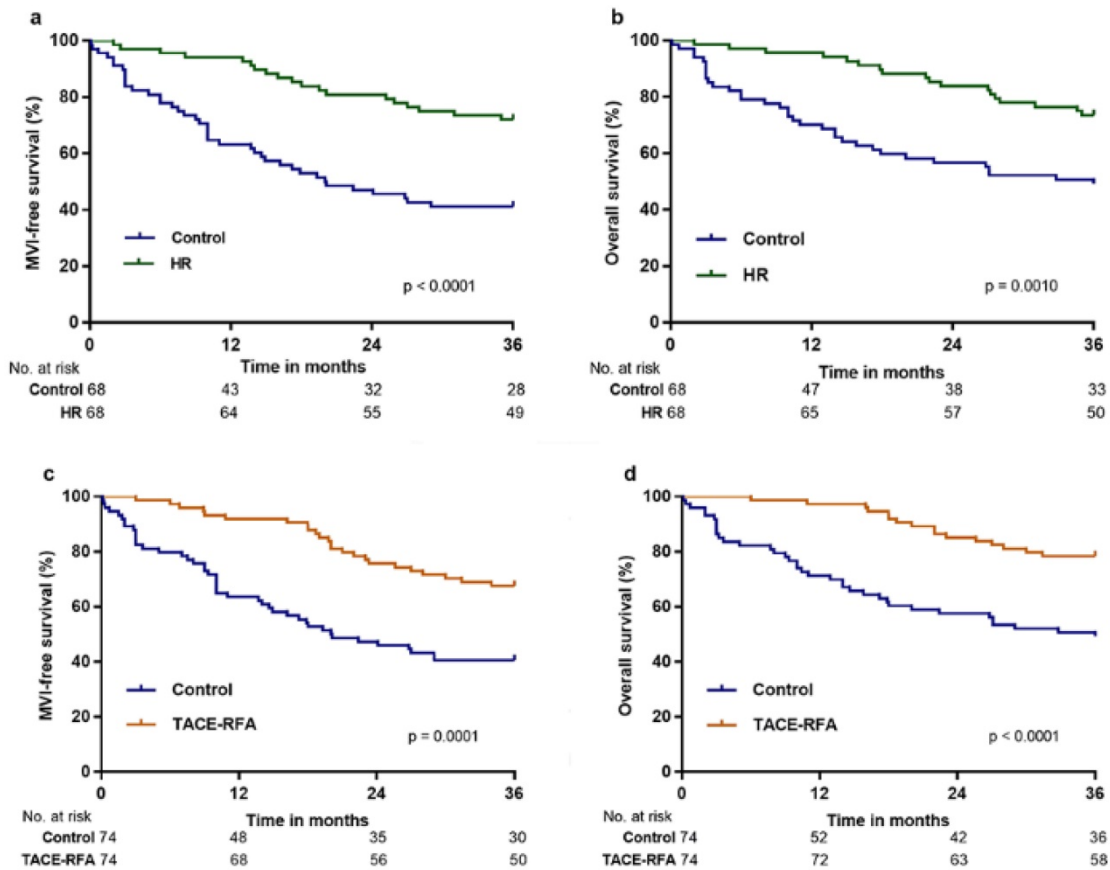 a
MVI-free survival (%)
100
80
60
40
20
0
Control
HR
p < 0.0001
0 12 24 36
Time in months
No. at risk
Control 68 43 32 28
HR 68 64 55 49
b
Overall survival (%)
100
80
60
40
20
0
Control
HR
p = 0.0010
0 12 24 36
Time in months
No. at risk
Control 68 47 38 33
HR 68 65 57 50
c
MVI-free survival (%)
100
80
60
40
20
0
Control
TACE-RFA
p = 0.0001
0 12 24 36
Time in months
No. at risk
Control 74 48 35 30
TACE-RFA 74 68 56 50
d
Overall survival (%)
100
80
60
40
20
0
Control
TACE-RFA
p < 0.0001
0 12 24 36
Time in months
No. at risk
Control 74 52 42 36
TACE-RFA 74 72 63 58